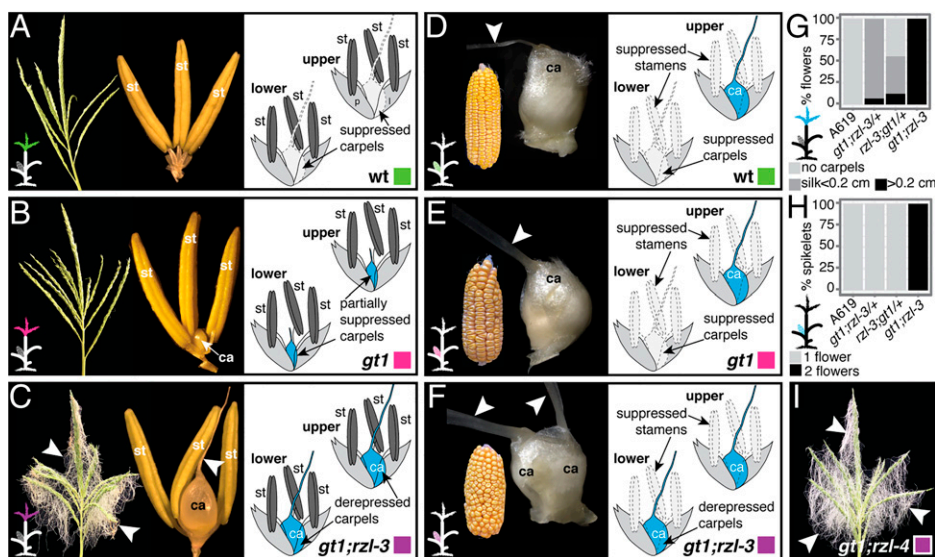 A
st
st
st
upper
st
st
st
lower
st
st
st
p
l
suppressed
carpels
wt
B
st
st
st
ca
upper
st
st
st
lower
st
st
st
partially
suppressed
carpels
gt1
C
st
st
st
ca
upper
st
st
st
lower
st
st
st
ca
ca
derepressed
carpels
gt1;rzl-3
D
ca
suppressed
stamens
upper
ca
lower
suppressed
carpels
wt
E
ca
suppressed
stamens
upper
ca
lower
suppressed
carpels
gt1
F
ca
ca
suppressed
stamens
upper
ca
lower
ca
derepressed
carpels
gt1;rzl-3
G
% flowers
100
75
50
25
0
A619
gt1;rzl-3/+
rzl-3;gt1/+
gt1;rzl-3
no carpels
silk<0.2 cm
>0.2 cm
H
% spikelets
100
75
50
25
0
A619
gt1;rzl-3/+
rzl-3;gt1/+
gt1;rzl-3
1 flower
2 flowers
I
gt1;rzl-4